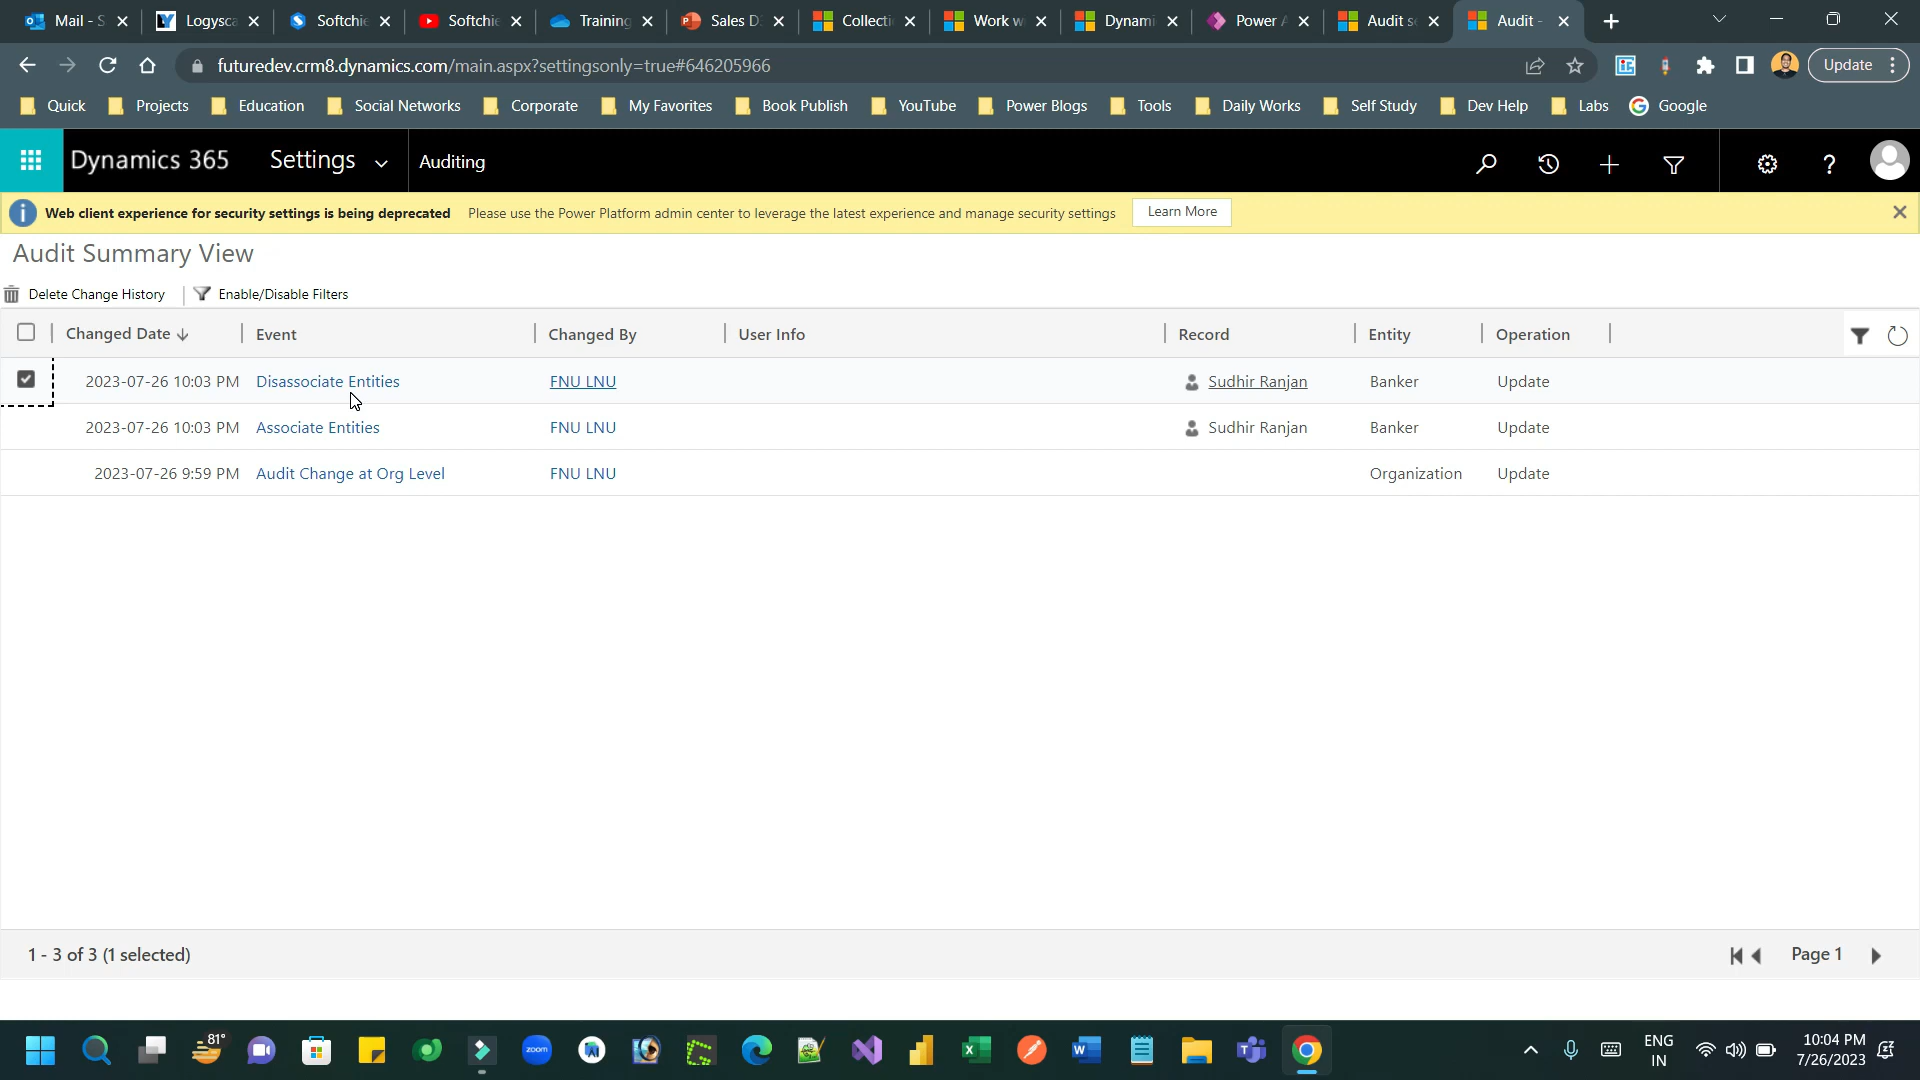 Mail - S
Logysca
Softchie
Softchie
Training
Sales D
Collecti
Work w
Dynami
Power A
Audit se
Audit -
futuredev.crm8.dynamics.com/main.aspx?settingsonly=true#646205966
Update
Quick
Projects
Education
Social Networks
Corporate
My Favorites
Book Publish
YouTube
Power Blogs
Tools
Daily Works
Self Study
Dev Help
Labs
Google
Dynamics 365
Settings
Auditing
Web client experience for security settings is being deprecated Please use the Power Platform admin center to leverage the latest experience and manage security settings Learn More
Audit Summary View
Delete Change History Enable/Disable Filters
Changed Date Event Changed By User Info Record Entity Operation
2023-07-26 10:03 PM Disassociate Entities FNU LNU Sudhir Ranjan Banker Update
2023-07-26 10:03 PM Associate Entities FNU LNU Sudhir Ranjan Banker Update
2023-07-26 9:59 PM Audit Change at Org Level FNU LNU Organization Update
1 - 3 of 3 (1 selected) Page 1
81°
zoom
ENG
IN
10:04 PM
7/26/2023